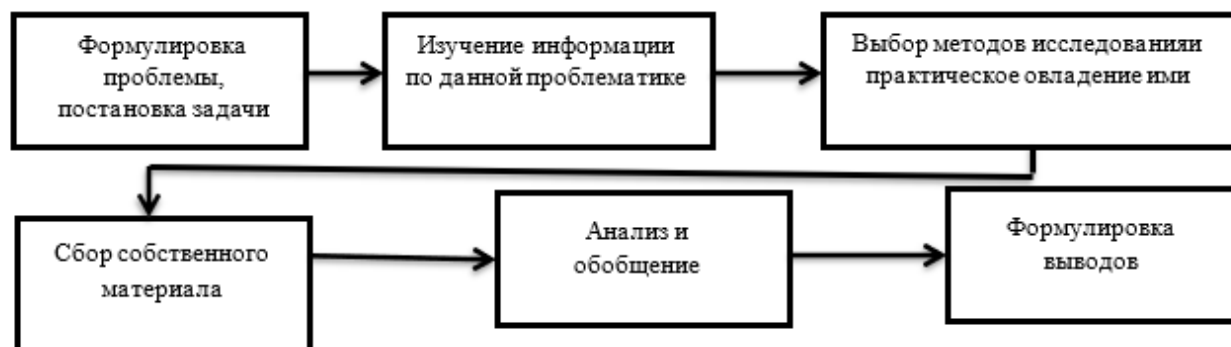 Формулировка
проблемы,
постановка задачи
Изучение информации
по данной проблематике
Выбор методов исследованияи
практическое овладение ими
Сбор собственного
материала
Анализ и
обобщение
Формулировка
выводов